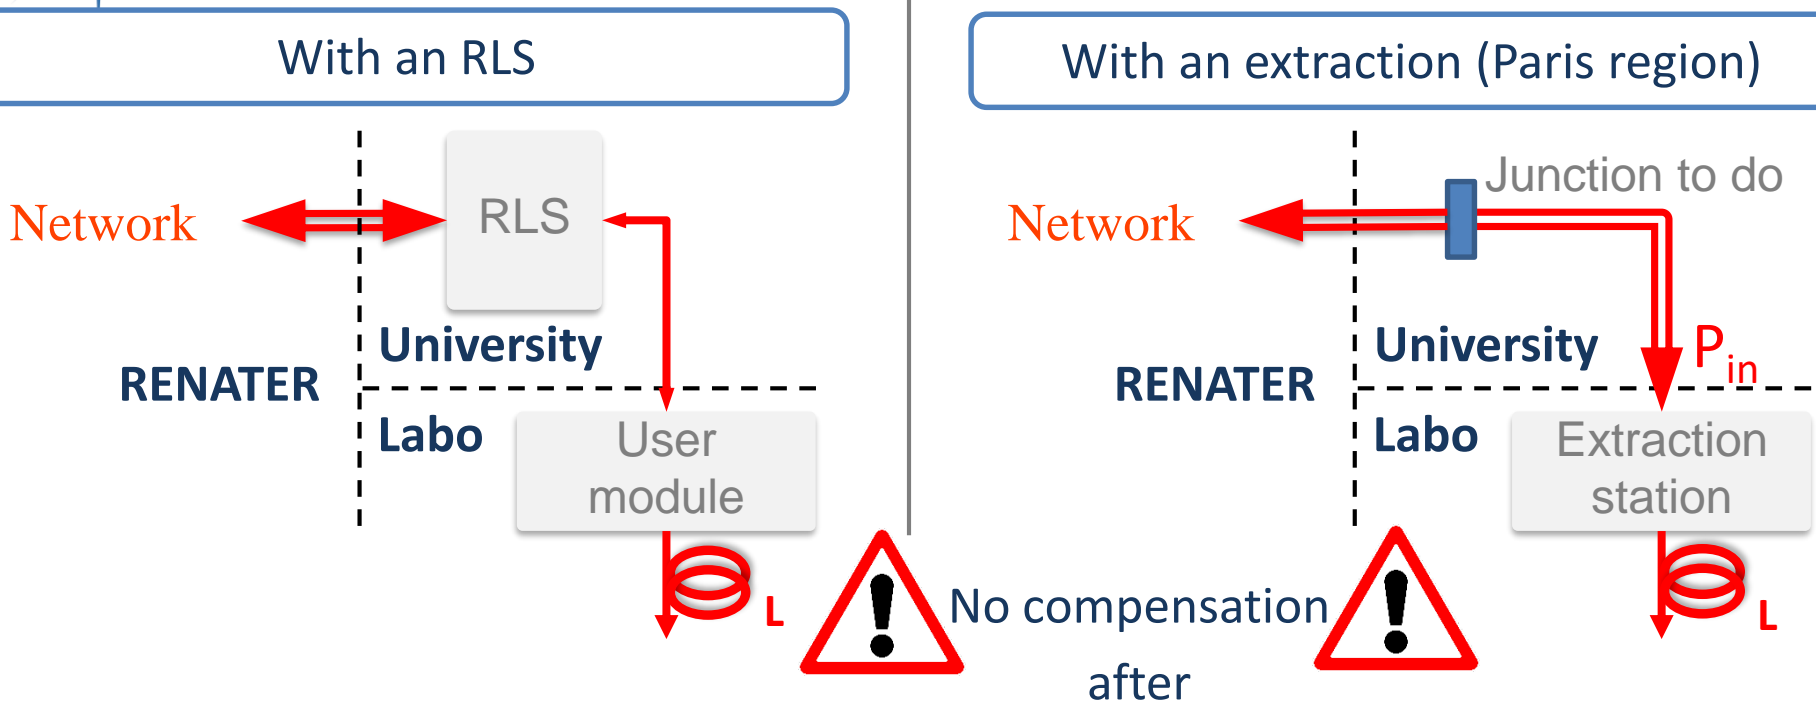 With an RLS
Network
RLS
University
RENATER
Labo
User
module
L
With an extraction (Paris region)
Junction to do
Network
University
Pin
RENATER
Labo
Extraction
station
L
No compensation
after